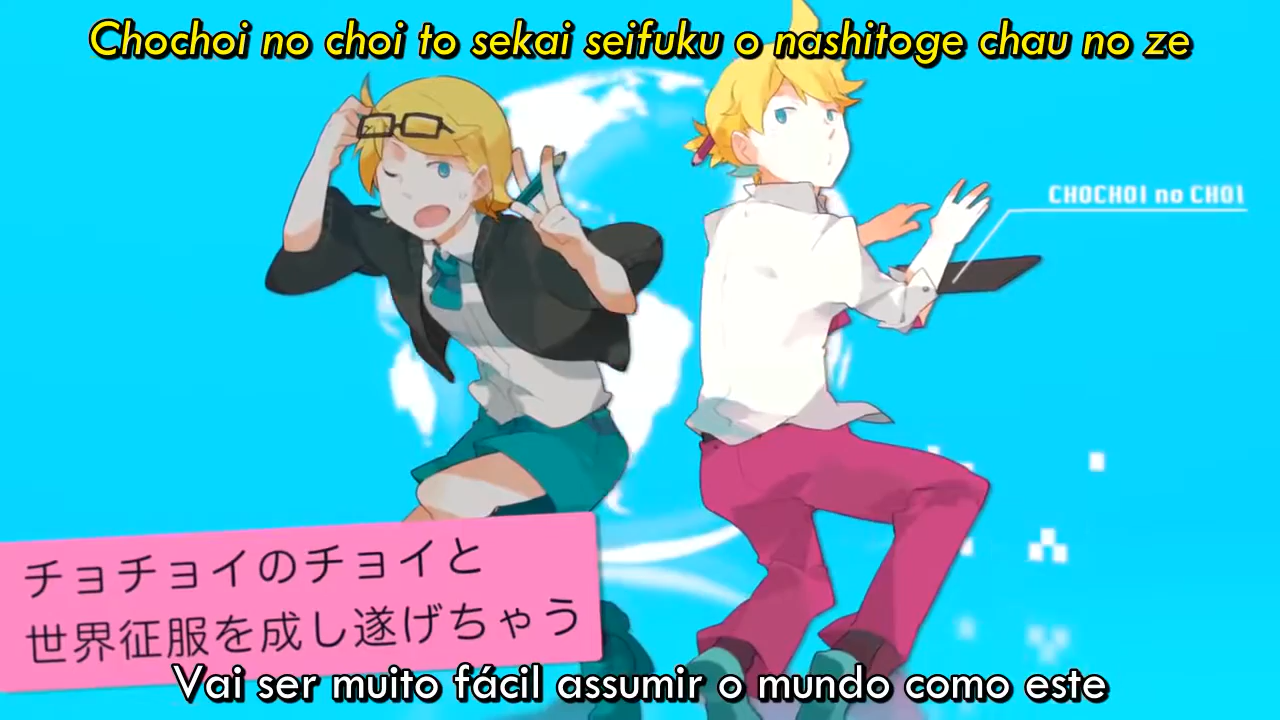 Chochoi no choi to sekai seifuku o nashitoge chau no ze
CHOCHOI no CHOI
チョチョイのチョイと
世界征服を成し遂げちゃう
Vai ser muito fácil assumir o mundo como este